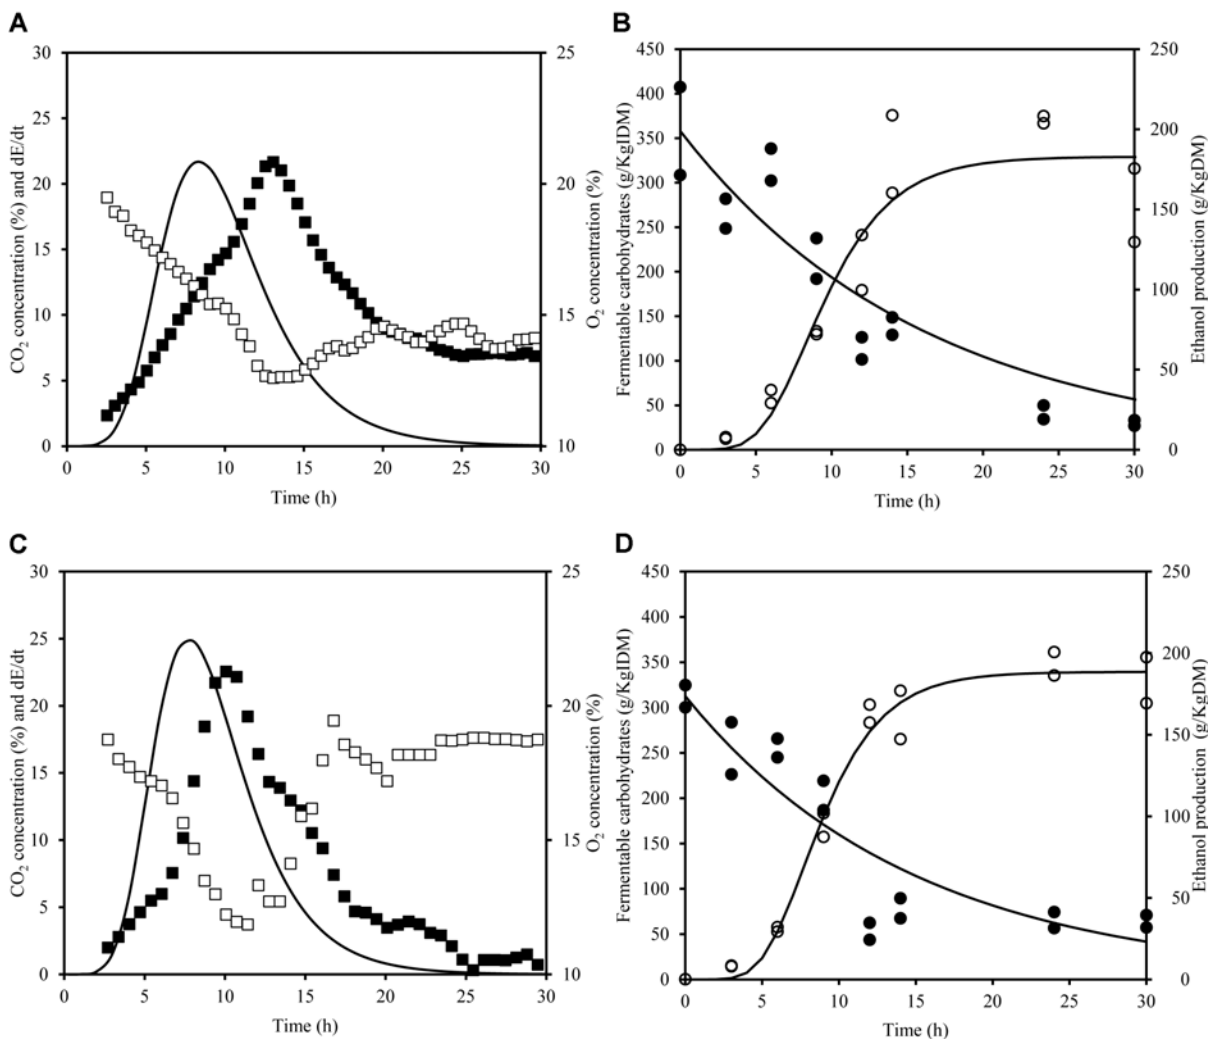 A
30
25
20
15
10
5
0
CO2 concentration (%) and dE/dt
25
20
15
10
O2 concentration (%)
0 5 10 15 20 25 30
Time (h)
B
450
400
350
300
250
200
150
100
50
0
Fermentable carbohydrates (g/KgIDM)
250
200
150
100
50
0
Ethanol production (g/KgDM)
0 5 10 15 20 25 30
Time (h)
C
30
25
20
15
10
5
0
CO2 concentration (%) and dE/dt
25
20
15
10
O2 concentration (%)
0 5 10 15 20 25 30
Time (h)
D
450
400
350
300
250
200
150
100
50
0
Fermentable carbohydrates (g/KgIDM)
250
200
150
100
50
0
Ethanol production (g/KgDM)
0 5 10 15 20 25 30
Time (h)